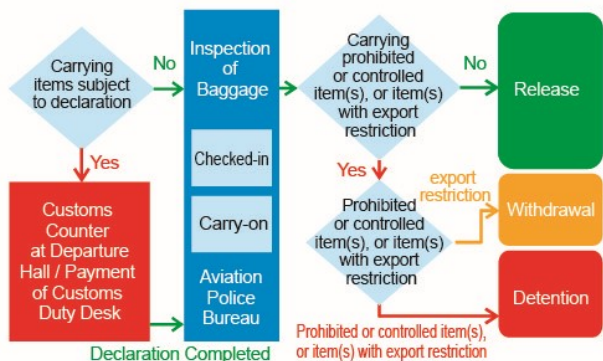 Carrying
items subject
to declaration
No
Yes
Customs
Counter
at Departure
Hall / Payment
of Customs
Duty Desk
Declaration Completed
Inspection
of
Baggage
Checked-in
Carry-on
Aviation
Police
Bureau
Carrying
prohibited
or controlled
item(s), or item(s)
with export
restriction
No
Release
Yes
Prohibited
or controlled
item(s), or item(s)
with export
restriction
export
restriction
Withdrawal
Prohibited or controlled item(s),
or item(s) with export restriction
Detention